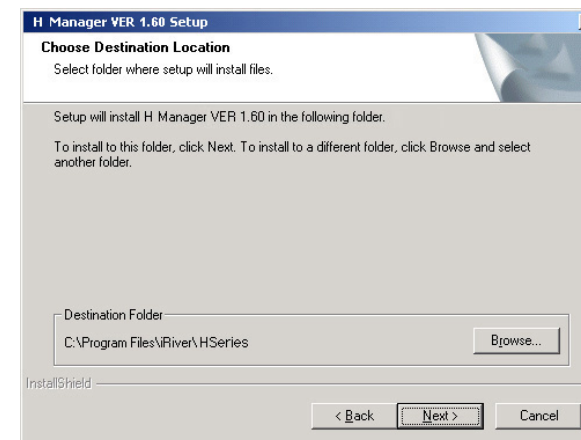 H Manager VER 1.60 Setup
Choose Destination Location
Select folder where setup will install files.
Setup will install H Manager VER 1.60 in the following folder.
To install to this folder, click Next. To install to a different folder, click Browse and select
another folder.
Destination Folder
C:\Program Files\iRiver\HSeries
Browse...
InstallShield
< Back
Next >
Cancel